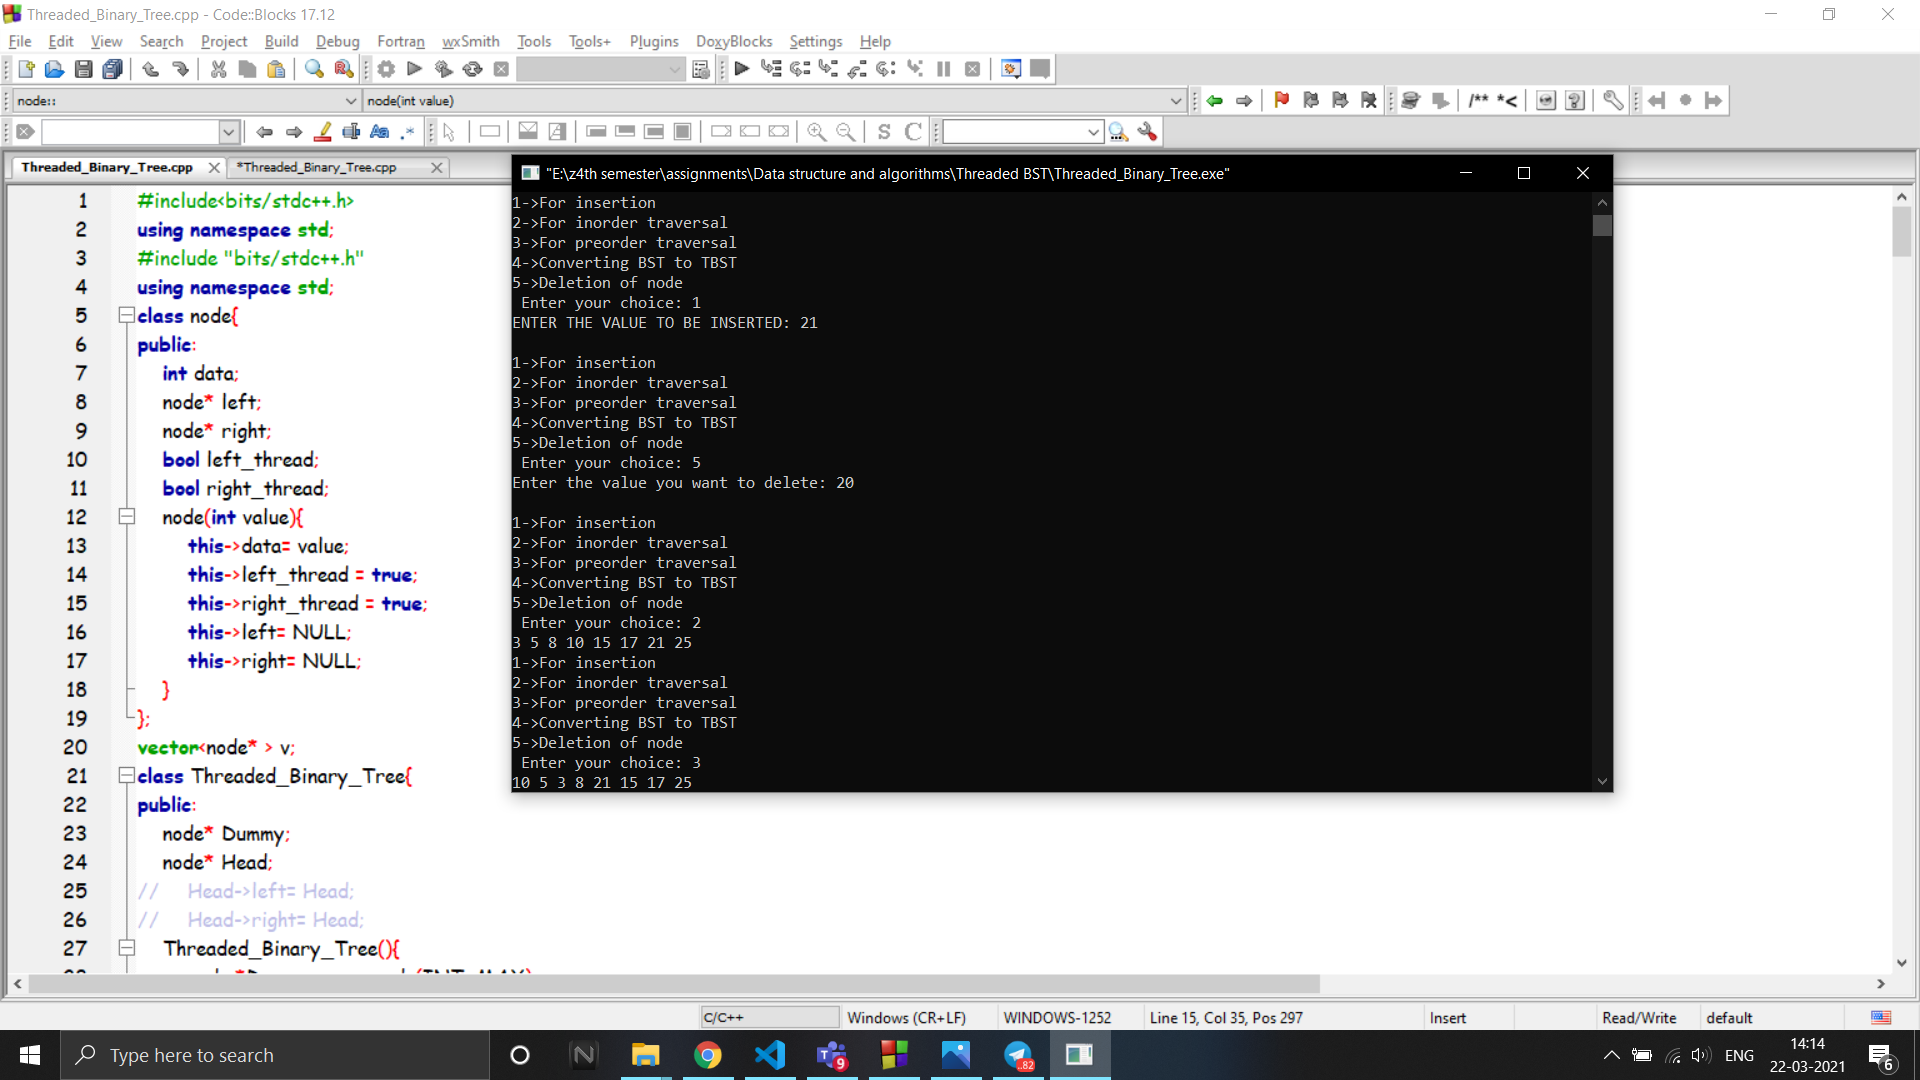 Threaded_Binary_Tree.cpp - Code::Blocks 17.12
File Edit View Search Project Build Debug Fortran wxSmith Tools Tools+ Plugins DoxyBlocks Settings Help
node:: node(int value)
/** *<
S C
Threaded_Binary_Tree.cpp *Threaded_Binary_Tree.cpp
1 #include<bits/stdc++.h>
2 using namespace std;
3 #include "bits/stdc++.h"
4 using namespace std;
5 class node{
6 public:
7 int data;
8 node* left;
9 node* right;
10 bool left_thread;
11 bool right_thread;
12 node(int value){
13 this->data= value;
14 this->left_thread = true;
15 this->right_thread = true;
16 this->left= NULL;
17 this->right= NULL;
18 }
19 };
20 vector<node* > v;
21 class Threaded_Binary_Tree{
22 public:
23 node* Dummy;
24 node* Head;
25 // Head->left= Head;
26 // Head->right= Head;
27 Threaded_Binary_Tree(){
"E:\z4th semester\assignments\Data structure and algorithms\Threaded BST\Threaded_Binary_Tree.exe"
1->For insertion
2->For inorder traversal
3->For preorder traversal
4->Converting BST to TBST
5->Deletion of node
Enter your choice: 1
ENTER THE VALUE TO BE INSERTED: 21
1->For insertion
2->For inorder traversal
3->For preorder traversal
4->Converting BST to TBST
5->Deletion of node
Enter your choice: 5
Enter the value you want to delete: 20
1->For insertion
2->For inorder traversal
3->For preorder traversal
4->Converting BST to TBST
5->Deletion of node
Enter your choice: 2
3 5 8 10 15 17 21 25
1->For insertion
2->For inorder traversal
3->For preorder traversal
4->Converting BST to TBST
5->Deletion of node
Enter your choice: 3
10 5 3 8 21 15 17 25
C/C++ Windows (CR+LF) WINDOWS-1252 Line 15, Col 35, Pos 297 Insert Read/Write default
Type here to search
9
82
ENG
14:14
22-03-2021
6